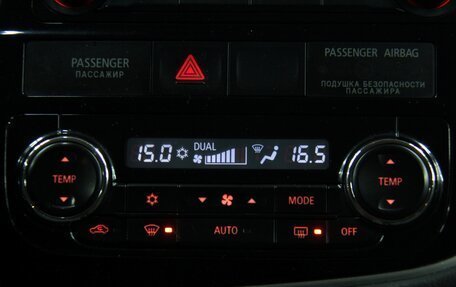 PASSENGER
ПАССАЖИР
PASSENGER AIRBAG
ПОДУШКА БЕЗОПАСНОСТИ
ПАССАЖИРА
15.0 DUAL 16.5
TEMP
TEMP
MODE
AUTO
OFF